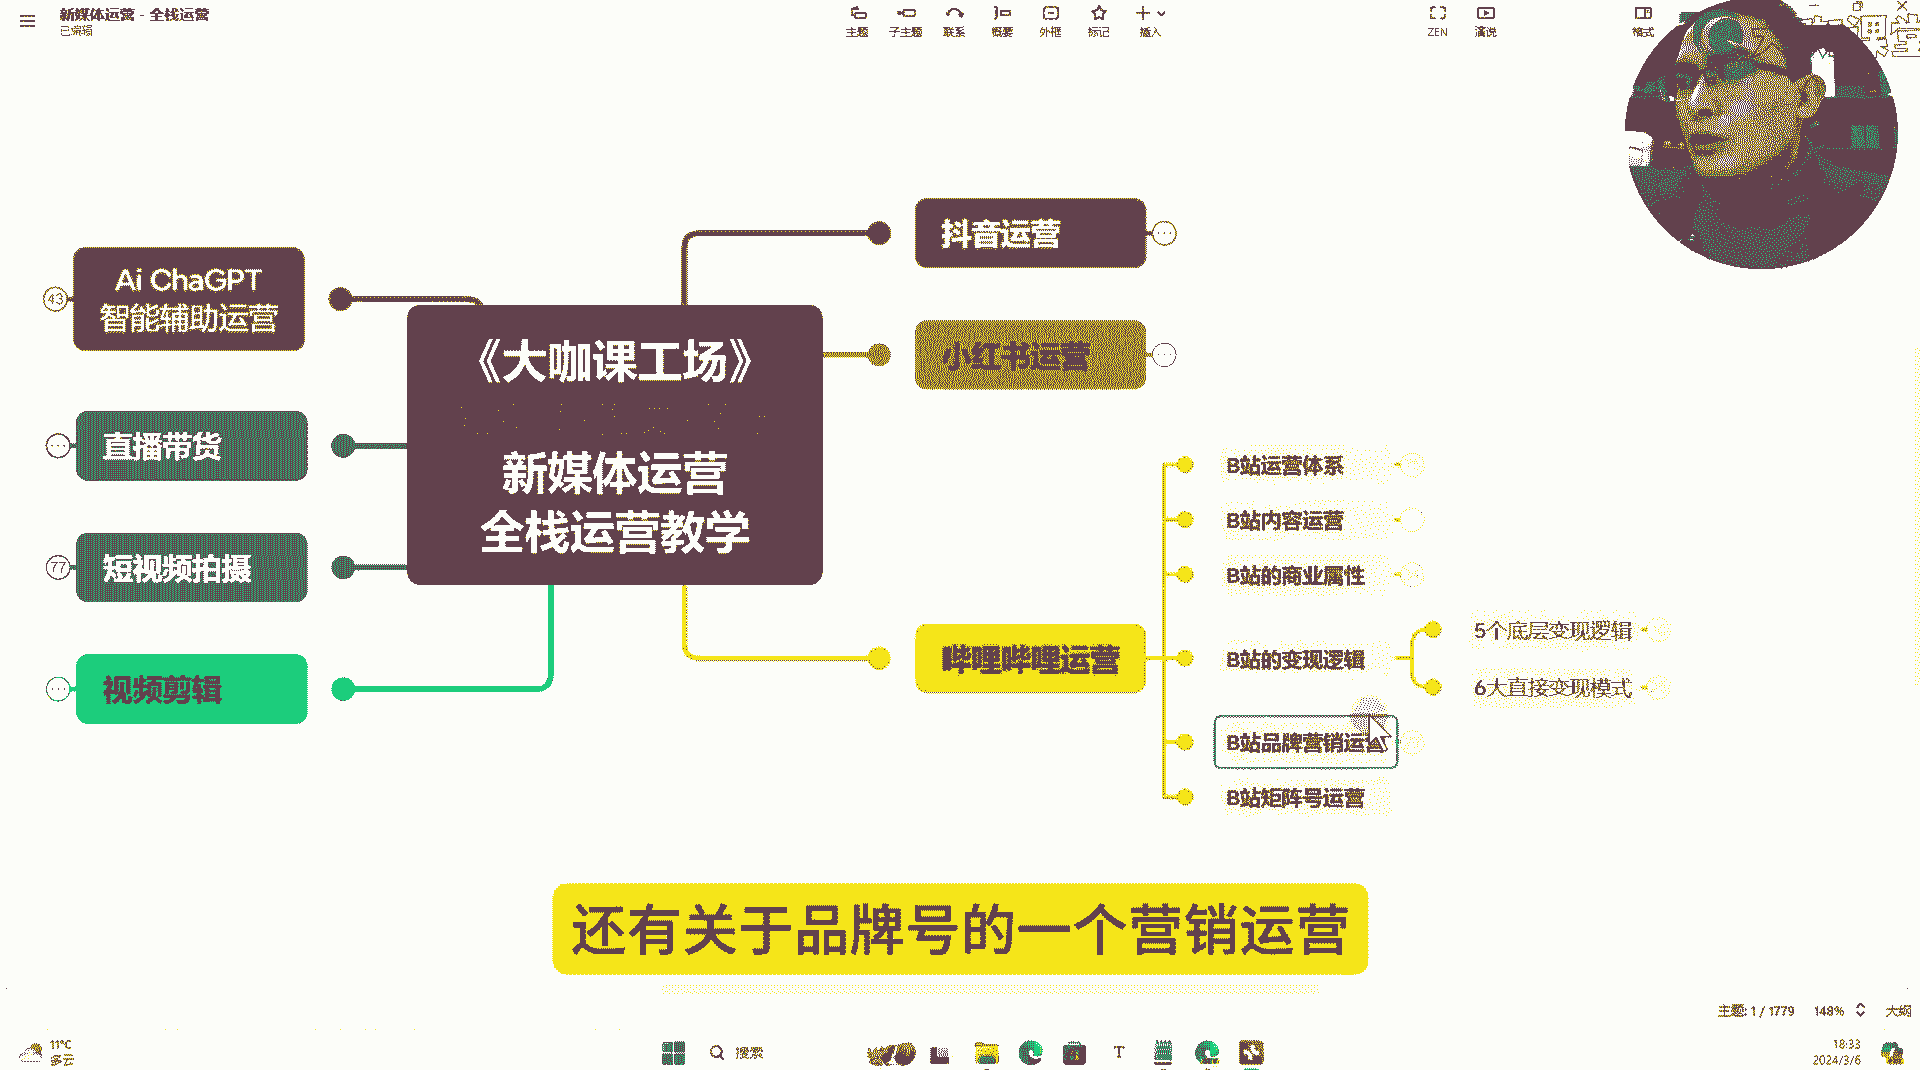 新媒体运营 - 全栈运营
已编辑
主题
子主题
联系
概要
外框
标记
插入
ZEN
演说
格式
Ai ChaGPT
智能辅助运营
43
直播带货
77
短视频拍摄
视频剪辑
《大咖课工场》
新媒体运营
全栈运营教学
抖音运营
小红书运营
哔哩哔哩运营
B站运营体系
B站内容运营
B站的商业属性
B站的变现逻辑
5个底层变现逻辑
6大直接变现模式
B站品牌营销运营
B站矩阵号运营
还有关于品牌号的一个营销运营
主题: 1 / 1779
148%
大纲
11°C
多云
搜索
18:33
2024/3/6